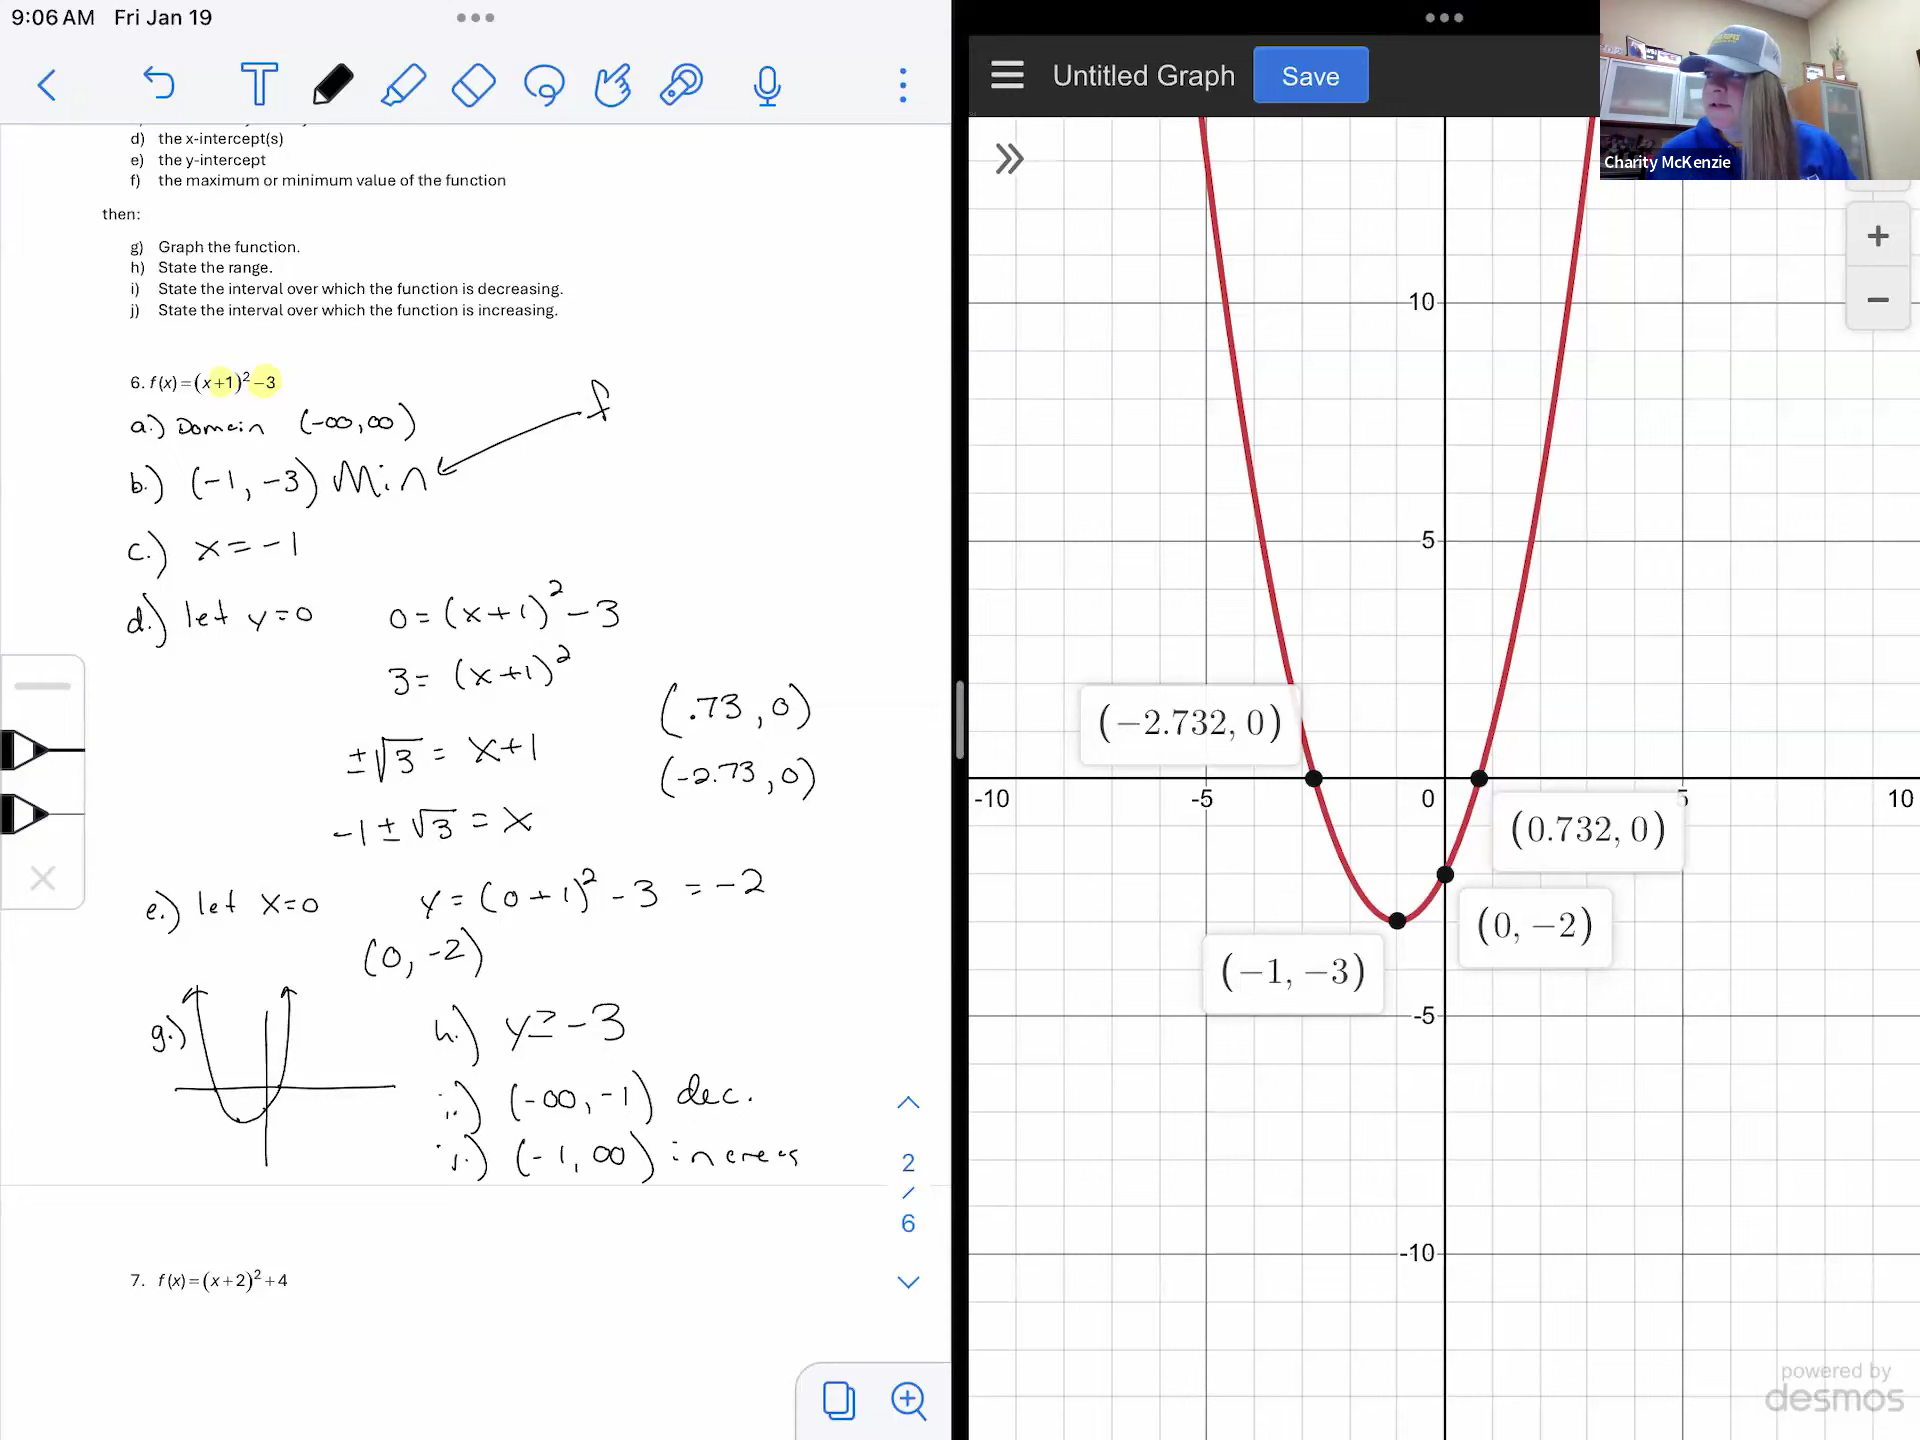 9:06 AM Fri Jan 19
d) the x-intercept(s)
e) the y-intercept
f) the maximum or minimum value of the function
then:
g) Graph the function.
h) State the range.
i) State the interval over which the function is decreasing.
j) State the interval over which the function is increasing.
6. f(x)=(x+1)²-3
f
a.) Domain (-∞,∞)
b.) (-1, -3) Min
c.) x=-1
d.) let y=0 0=(x+1)²-3
3=(x+1)²
(.73, 0)
±√3 = x+1
(-2.73, 0)
-1±√3 = x
e.) let x=0 y=(0+1)²-3 =-2
(0, -2)
g.)
h.) y≥-3
i.) (-∞,-1) dec.
j.) (-1,∞) increas
2
/
6
7. f(x)=(x+2)²+4
Untitled Graph Save
Charity McKenzie
+
−
10
5
(−2.732, 0)
-10 -5 0 5 10
(0.732, 0)
(0, −2)
(−1, −3)
-5
-10
powered by
desmos